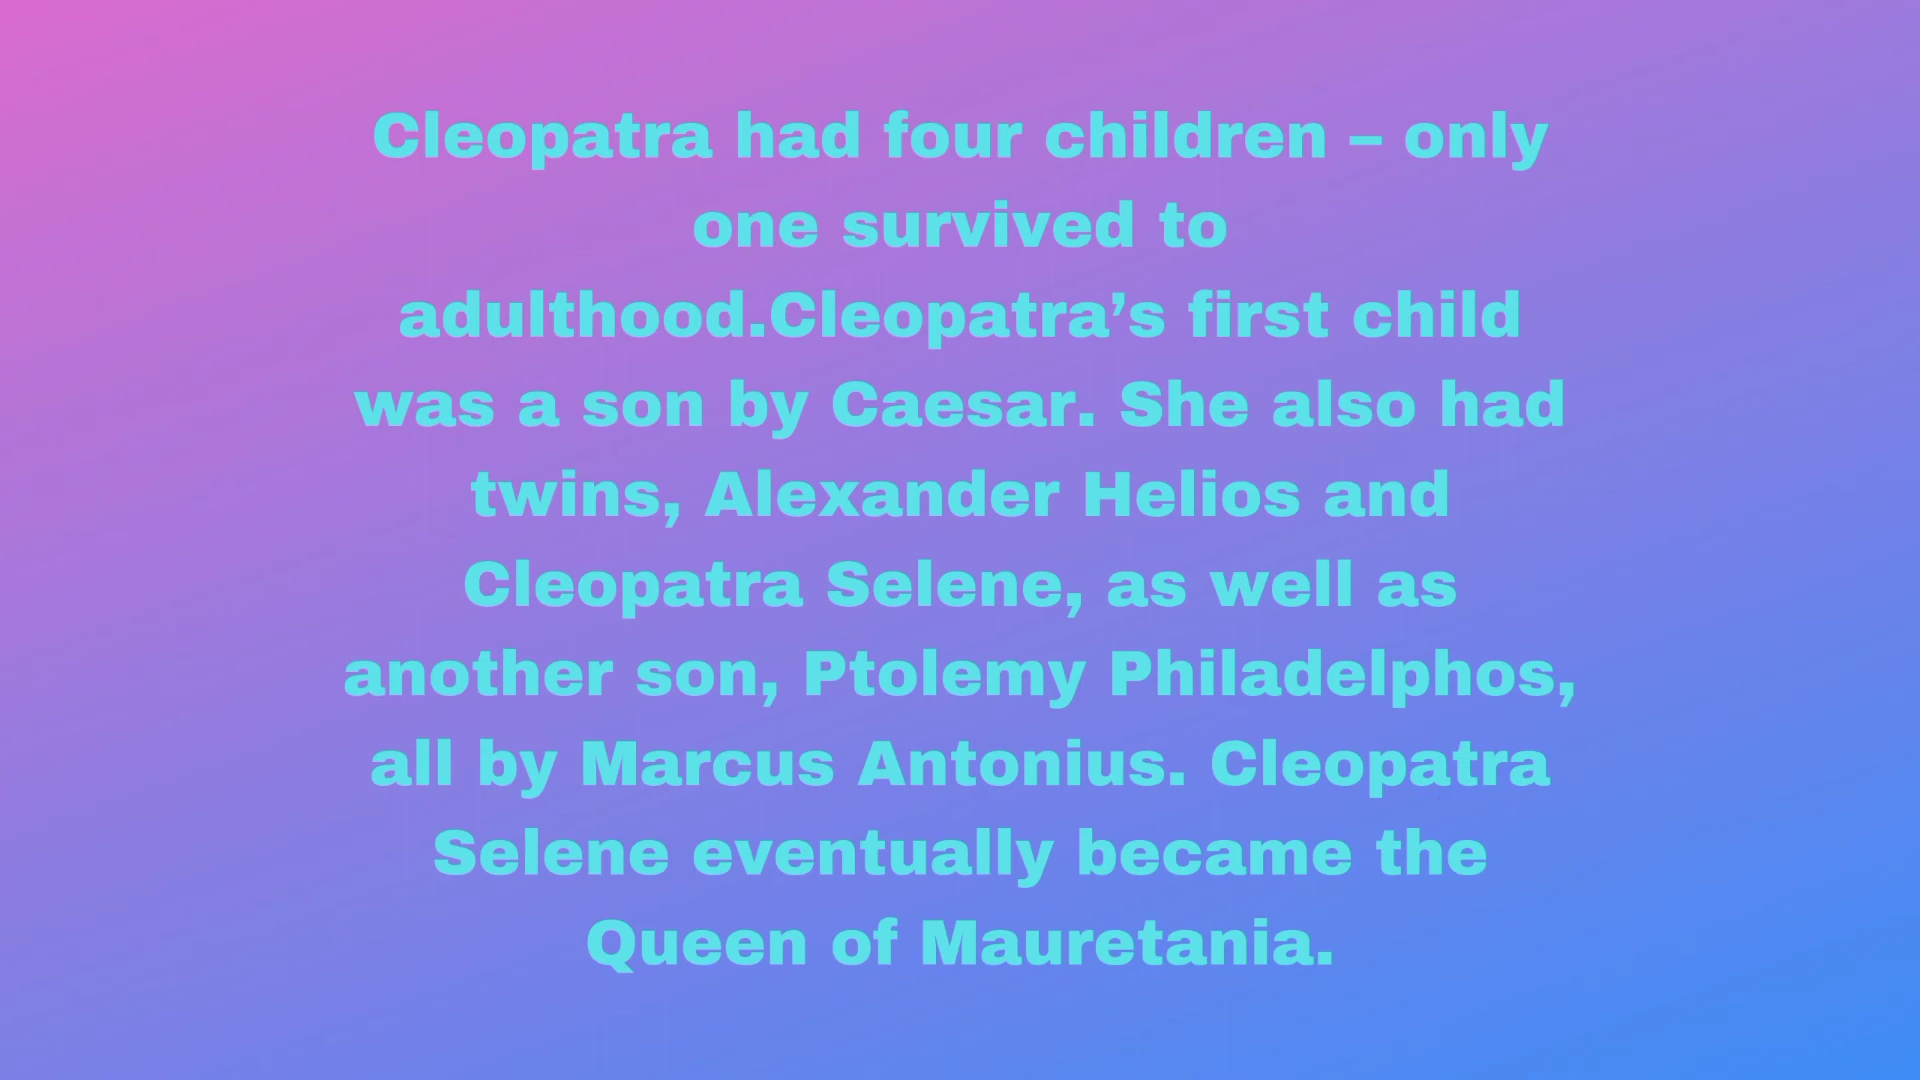 Cleopatra had four children – only
one survived to
adulthood.Cleopatra’s first child
was a son by Caesar. She also had
twins, Alexander Helios and
Cleopatra Selene, as well as
another son, Ptolemy Philadelphos,
all by Marcus Antonius. Cleopatra
Selene eventually became the
Queen of Mauretania.